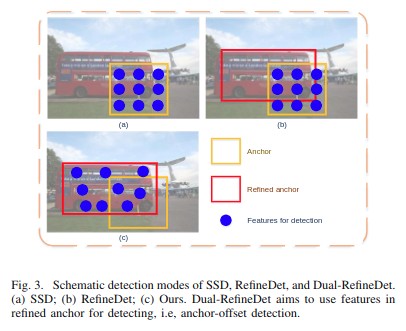 (a)
(b)
Anchor
Refined anchor
Features for detection
(c)
Fig. 3. Schematic detection modes of SSD, RefineDet, and Dual-RefineDet.
(a) SSD; (b) RefineDet; (c) Ours. Dual-RefineDet aims to use features in
refined anchor for detecting, i.e, anchor-offset detection.